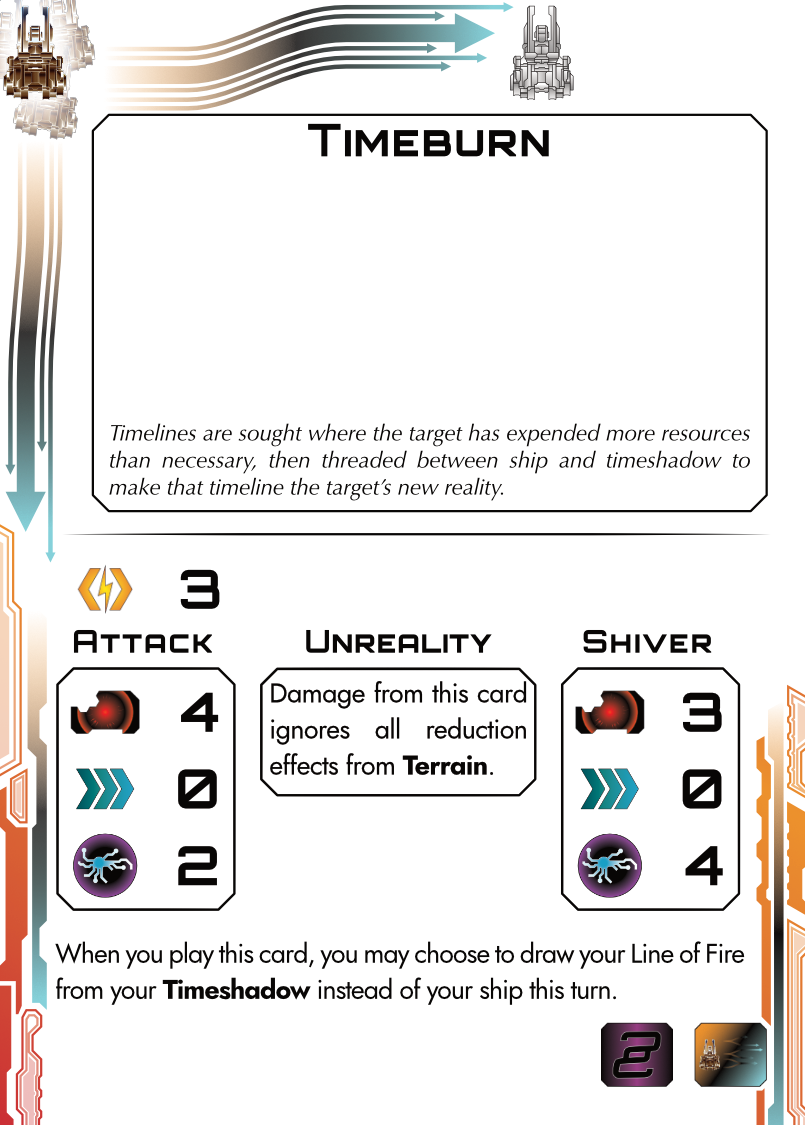 TIMEBURN
Timelines are sought where the target has expended more resources
than necessary, then threaded between ship and timeshadow to
make that timeline the target's new reality.
3
ATTACK
UNREALITY
SHIVER
4
0
2
Damage from this card
ignores all reduction
effects from Terrain.
3
0
4
When you play this card, you may choose to draw your Line of Fire
from your Timeshadow instead of your ship this turn.
2